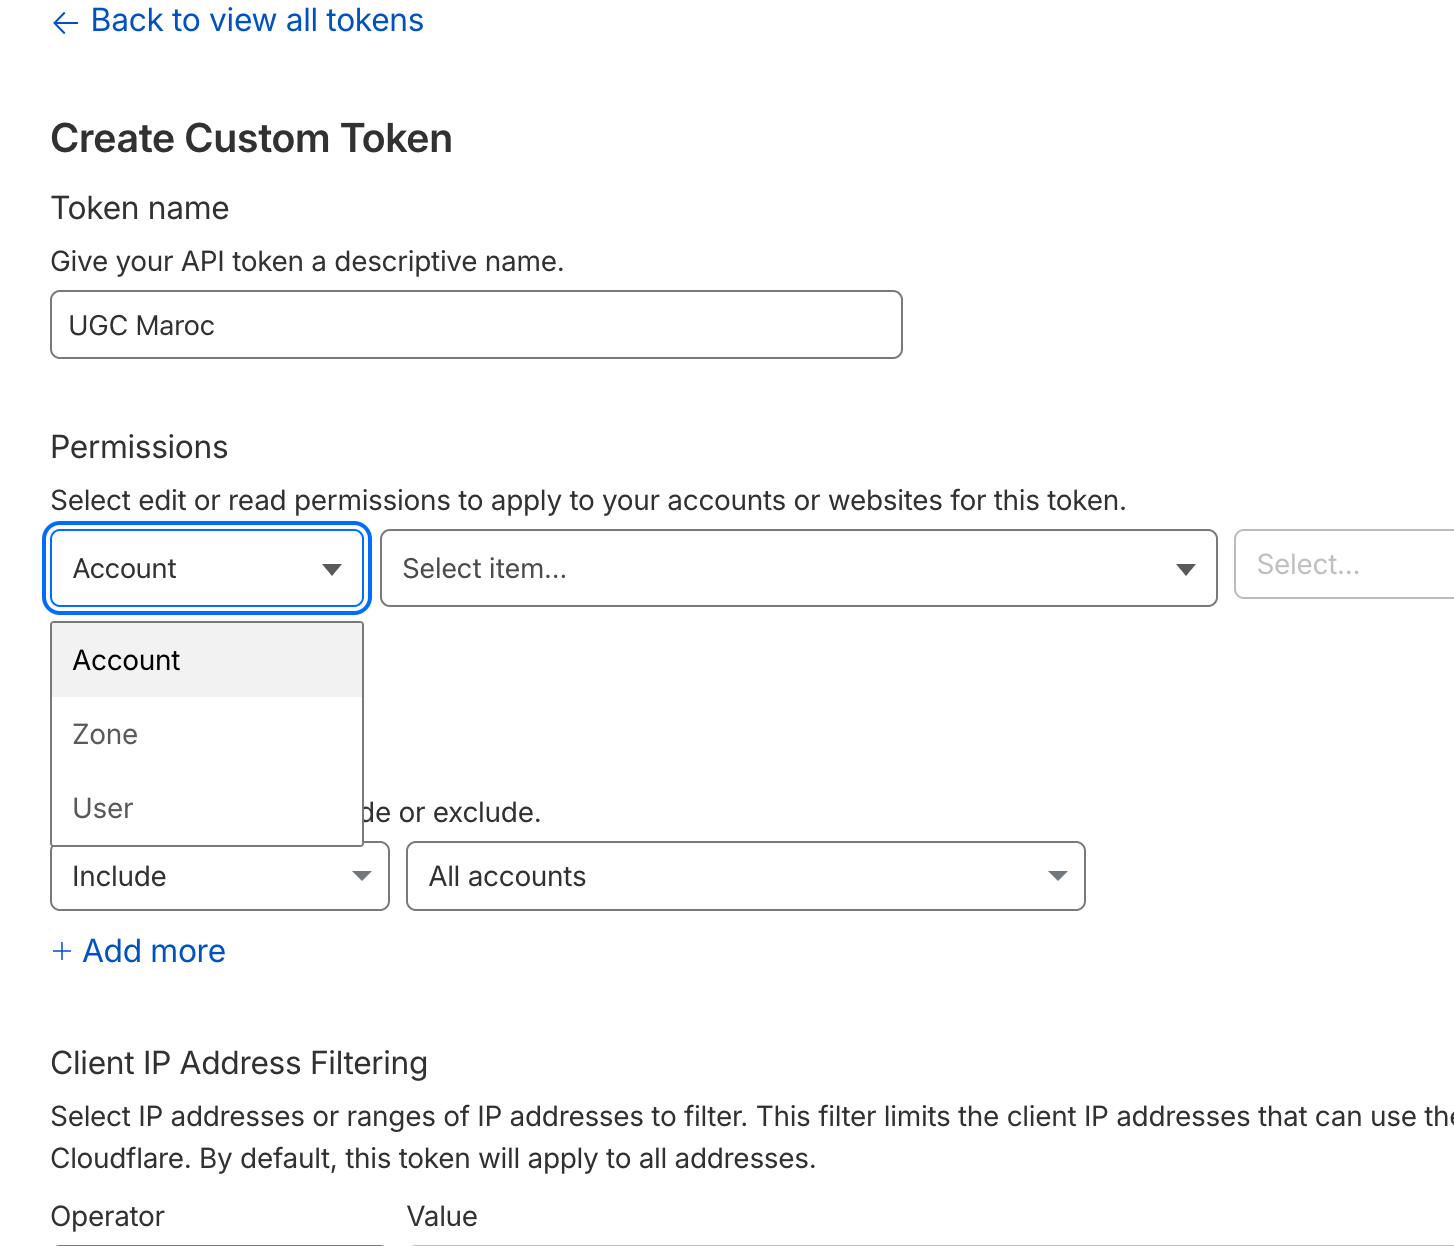 ← Back to view all tokens
Create Custom Token
Token name
Give your API token a descriptive name.
UGC Maroc
Permissions
Select edit or read permissions to apply to your accounts or websites for this token.
Account Select item... Select...
Account
Zone
User
de or exclude.
Include All accounts
+ Add more
Client IP Address Filtering
Select IP addresses or ranges of IP addresses to filter. This filter limits the client IP addresses that can use the
Cloudflare. By default, this token will apply to all addresses.
Operator Value